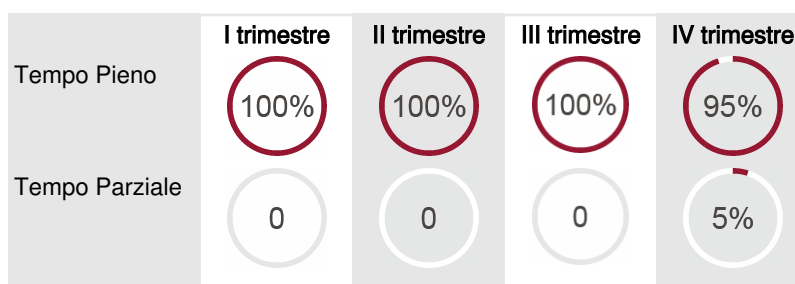 I trimestre II trimestre III trimestre IV trimestre
Tempo Pieno 100% 100% 100% 95%
Tempo Parziale 0 0 0 5%